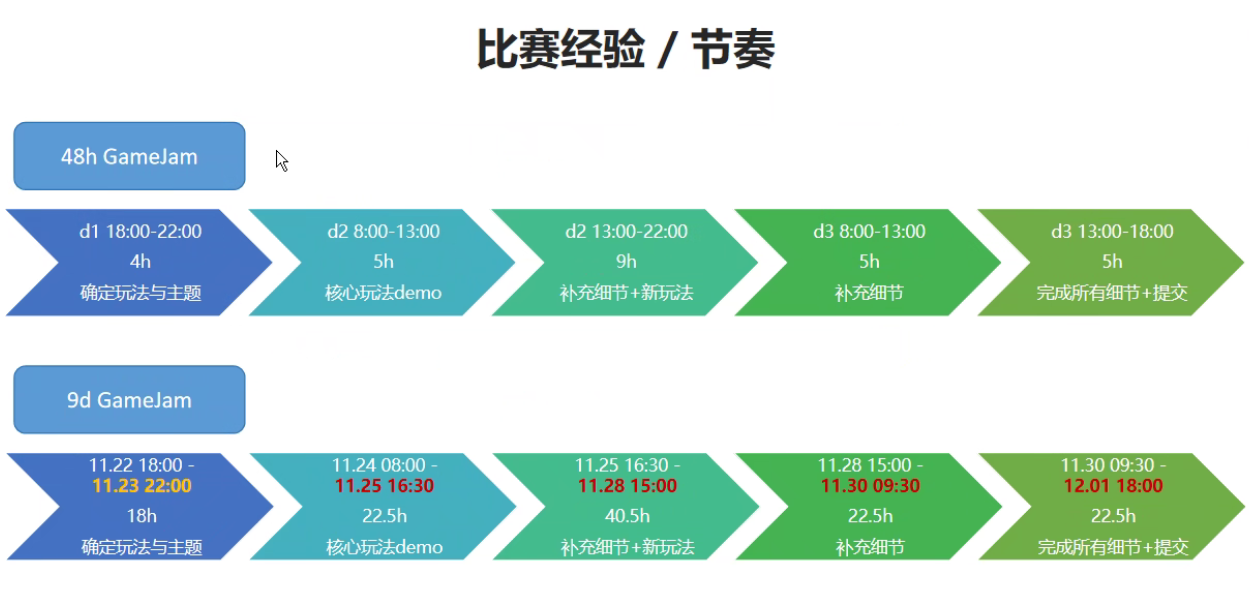 比赛经验 / 节奏
48h GameJam
d1 18:00-22:00
4h
确定玩法与主题
d2 8:00-13:00
5h
核心玩法demo
d2 13:00-22:00
9h
补充细节+新玩法
d3 8:00-13:00
5h
补充细节
d3 13:00-18:00
5h
完成所有细节+提交
9d GameJam
11.22 18:00 -
11.23 22:00
18h
确定玩法与主题
11.24 08:00 -
11.25 16:30
22.5h
核心玩法demo
11.25 16:30 -
11.28 15:00
40.5h
补充细节+新玩法
11.28 15:00 -
11.30 09:30
22.5h
补充细节
11.30 09:30 -
12.01 18:00
22.5h
完成所有细节+提交